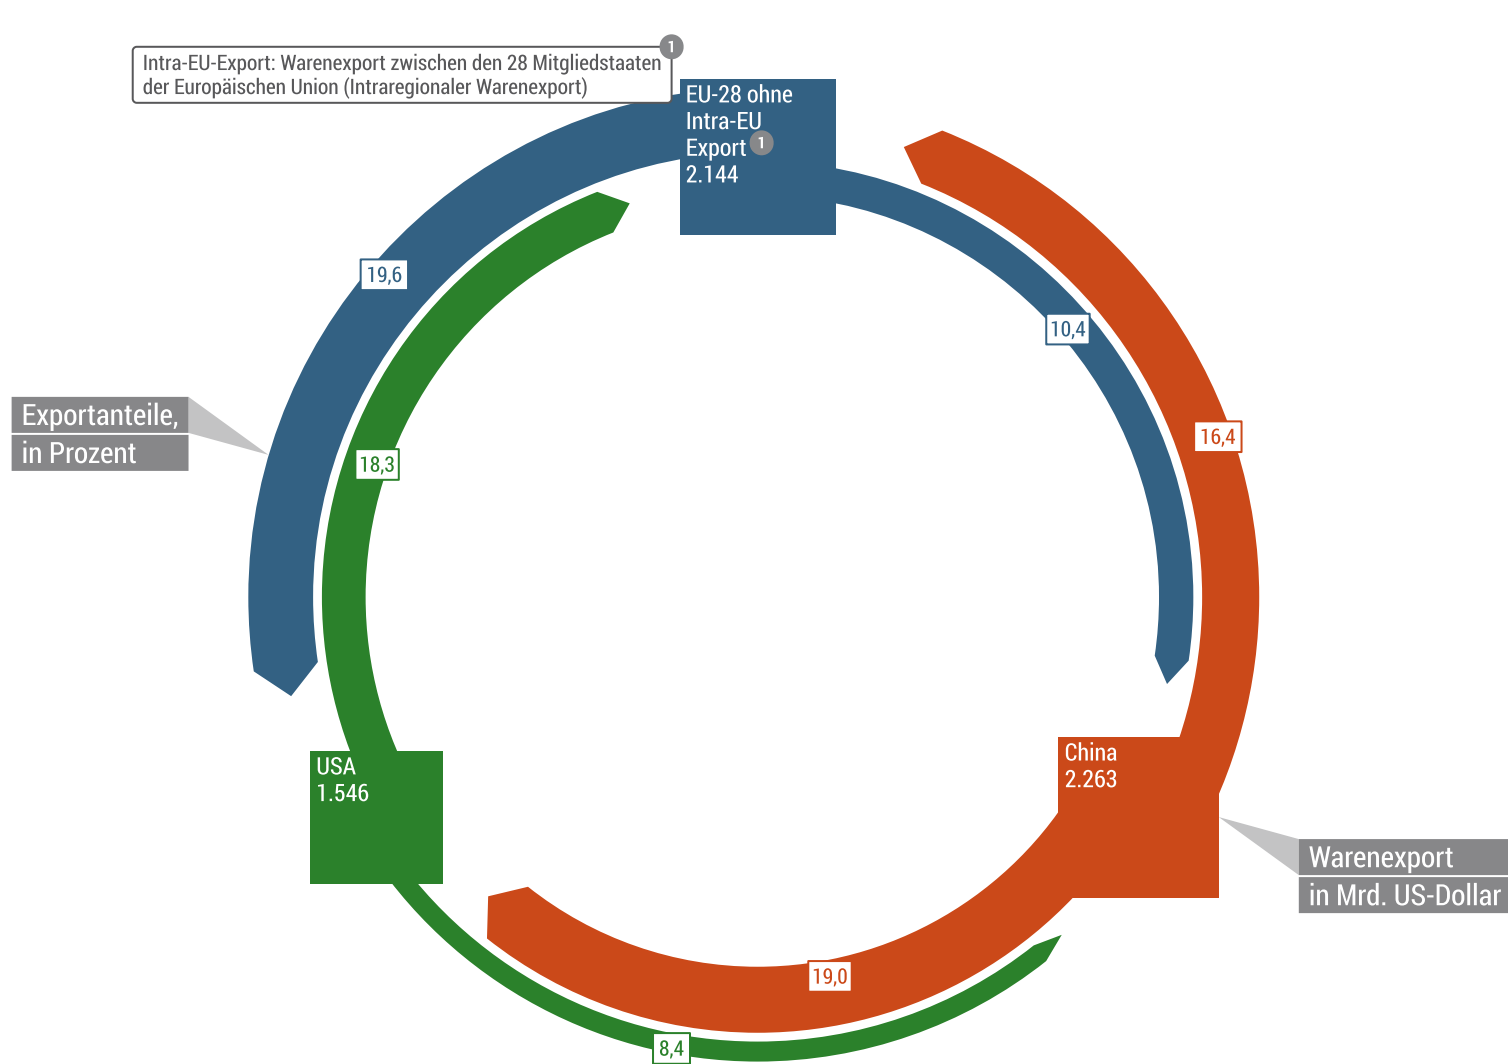 1
Intra-EU-Export: Warenexport zwischen den 28 Mitgliedstaaten
der Europäischen Union (Intraregionaler Warenexport)
EU-28 ohne
Intra-EU
Export 1
2.144
19,6
10,4
Exportanteile,
in Prozent
16,4
18,3
China
2.263
USA
1.546
Warenexport
in Mrd. US-Dollar
19,0
8,4